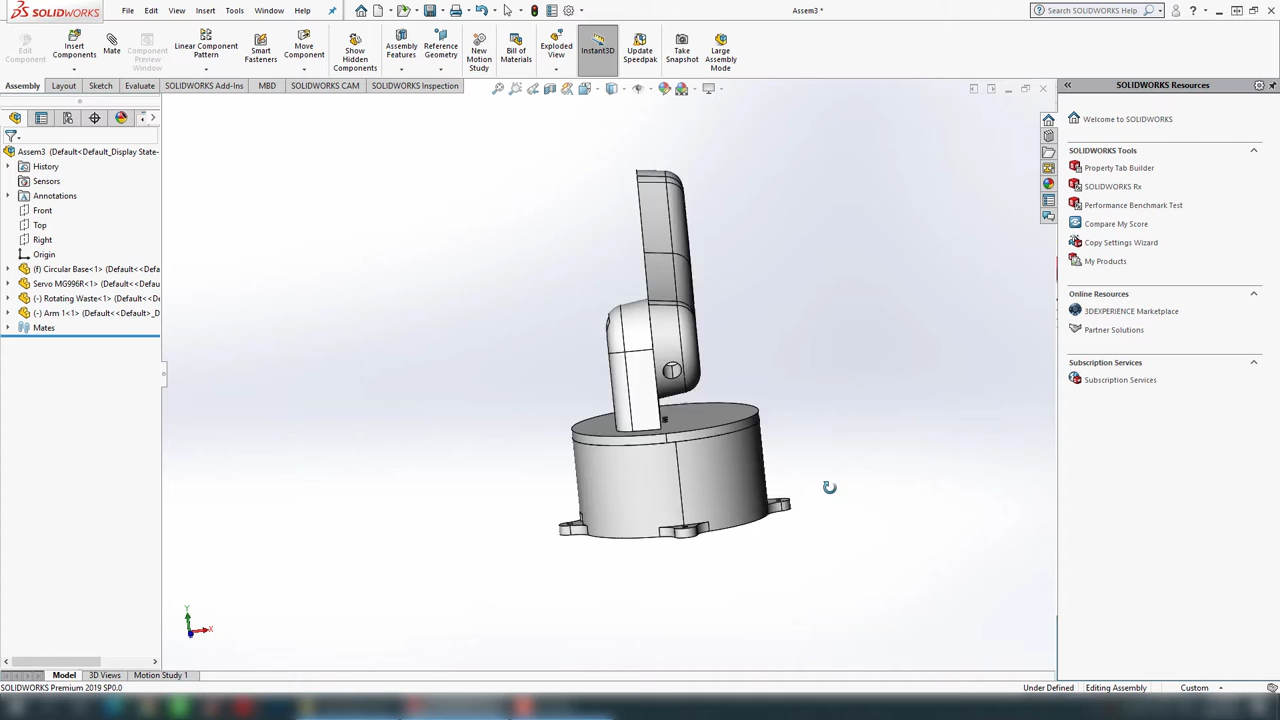 SOLIDWORKS File Edit View Insert Tools Window Help Assem3 * Search SOLIDWORKS Help
Edit Component
Insert Components
Mate
Component Preview Window
Linear Component Pattern
Smart Fasteners
Move Component
Show Hidden Components
Assembly Features
Reference Geometry
New Motion Study
Bill of Materials
Exploded View
Instant3D
Update Speedpak
Take Snapshot
Large Assembly Mode
Assembly Layout Sketch Evaluate SOLIDWORKS Add-Ins MBD SOLIDWORKS CAM SOLIDWORKS Inspection
SOLIDWORKS Resources
Welcome to SOLIDWORKS
SOLIDWORKS Tools
Property Tab Builder
SOLIDWORKS Rx
Performance Benchmark Test
Compare My Score
Copy Settings Wizard
My Products
Online Resources
3DEXPERIENCE Marketplace
Partner Solutions
Subscription Services
Subscription Services
Assem3 (Default<Default_Display State-
History
Sensors
Annotations
Front
Top
Right
Origin
(f) Circular Base<1> (Default<<Defa
Servo MG996R<1> (Default<<Defau
(-) Rotating Waste<1> (Default<<De
(-) Arm 1<1> (Default<<Default>_D
Mates
Y
X
Model 3D Views Motion Study 1
SOLIDWORKS Premium 2019 SP0.0 Under Defined Editing Assembly Custom